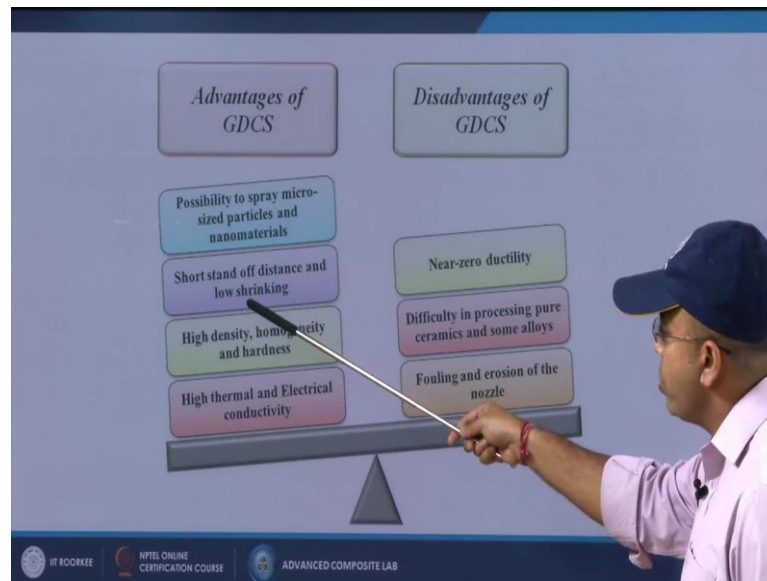 Advantages of
GDCS
Disadvantages of
GDCS
Possibility to spray micro-
sized particles and
nanomaterials
Short stand off distance and
low shrinking
High density, homogeneity
and hardness
High thermal and Electrical
conductivity
Near-zero ductility
Difficulty in processing pure
ceramics and some alloys
Fouling and erosion of the
nozzle
IIT ROORKEE
NPTEL ONLINE
CERTIFICATION COURSE
ADVANCED COMPOSITE LAB